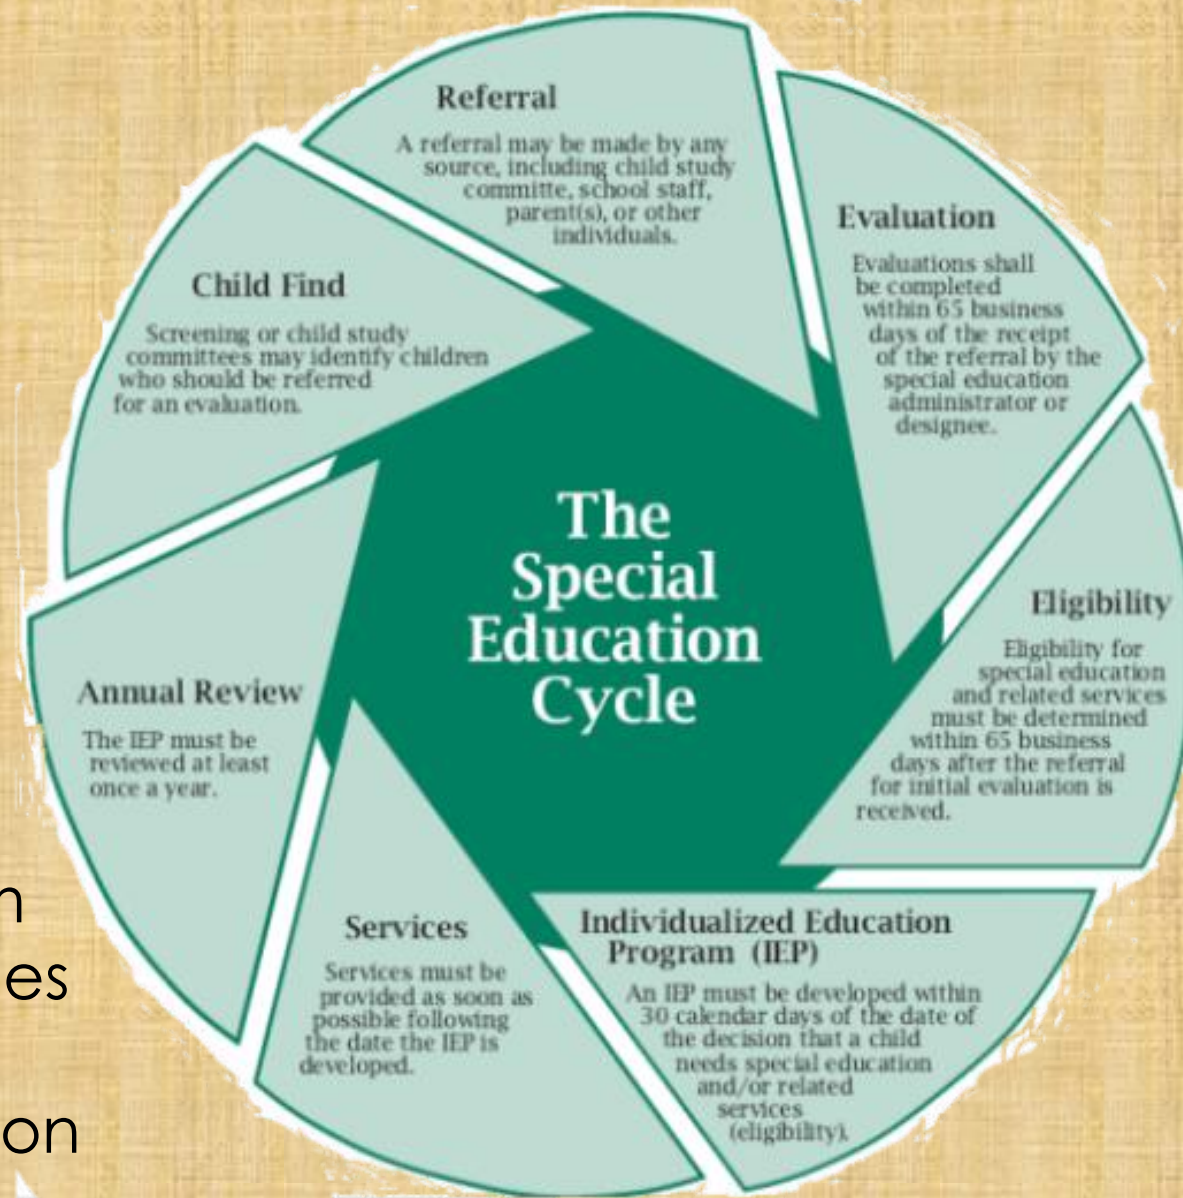 Referral
A referral may be made by any
source, including child study
committe, school staff,
parent(s), or other
individuals.
Evaluation
Evaluations shall
be completed
within 65 business
days of the receipt
of the referral by the
special education
administrator or
designee.
Child Find
Screening or child study
committees may identify children
who should be referred
for an evaluation.
The
Special
Education
Cycle
Eligibility
Eligibility for
special education
and related services
must be determined
within 65 business
days after the referral
for initial evaluation is
received.
Annual Review
The IEP must be
reviewed at least
once a year.
Services
Services must be
provided as soon as
possible following
the date the IEP is
developed.
Individualized Education
Program (IEP)
An IEP must be developed within
30 calendar days of the date of
the decision that a child
needs special education
and/or related
services
(eligibility).
n
es
on